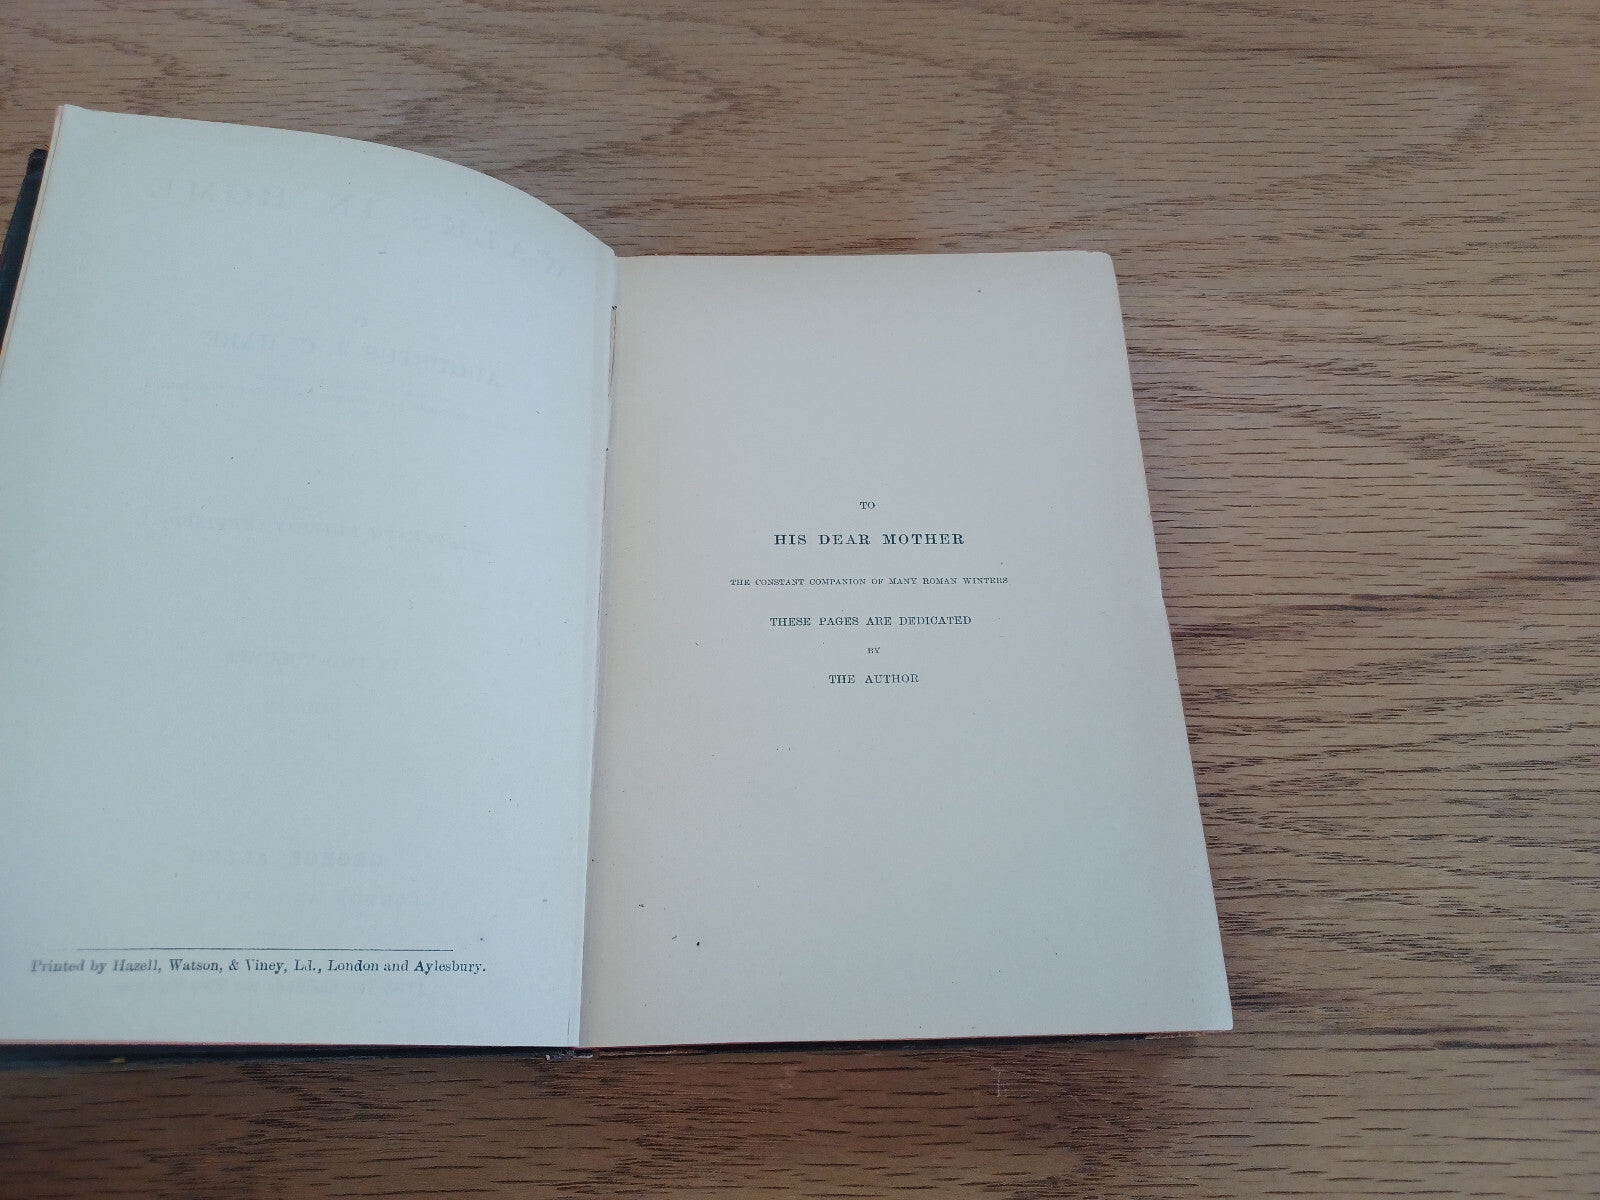 Printed by Hazell, Watson, & Viney, Ld., London and Aylesbury.
TO
HIS DEAR MOTHER
THE CONSTANT COMPANION OF MANY ROMAN WINTERS
THESE PAGES ARE DEDICATED
BY
THE AUTHOR